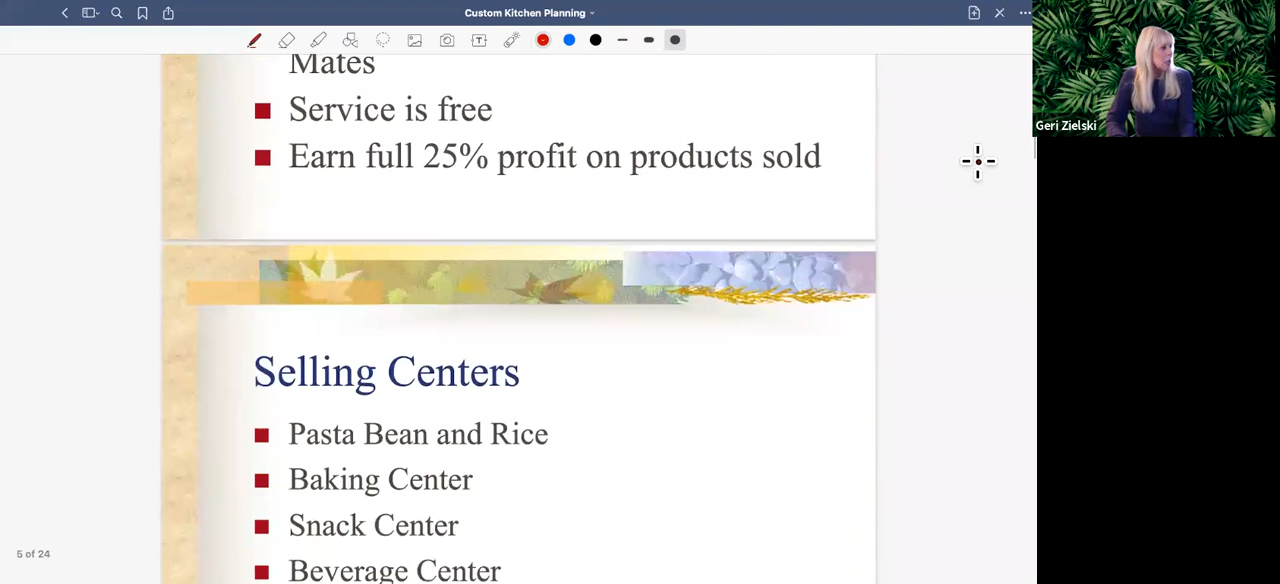 Custom Kitchen Planning
Mates
Service is free
Earn full 25% profit on products sold
Geri Zielski
Selling Centers
Pasta Bean and Rice
Baking Center
Snack Center
Beverage Center
5 of 24